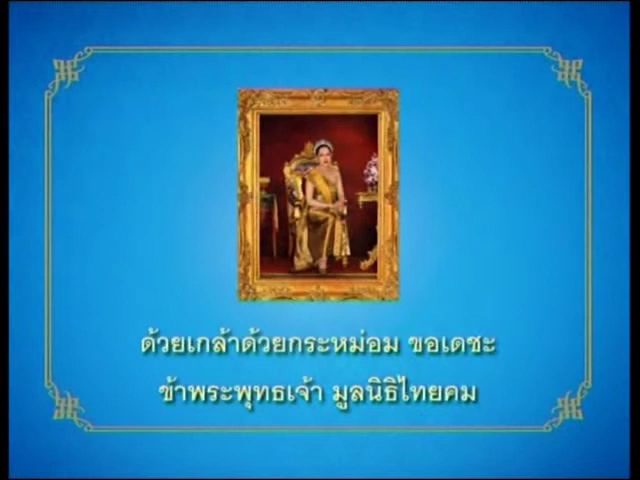 ด้วยเกล้าด้วยกระหม่อม ขอเดชะ
ข้าพระพุทธเจ้า มูลนิธิไทยคม